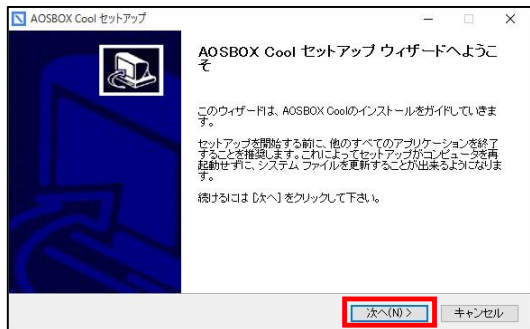 AOSBOX Cool セットアップ
AOSBOX Cool セットアップ ウィザードへようこ
そ
このウィザードは、AOSBOX Coolのインストールをガイドしていきま
す。
セットアップを開始する前に、他のすべてのアプリケーションを終了
することを推奨します。これによってセットアップがコンピュータを再
起動せずに、システム ファイルを更新することが出来るようになりま
す。
続けるには [次へ] をクリックして下さい。
次へ(N) >
キャンセル